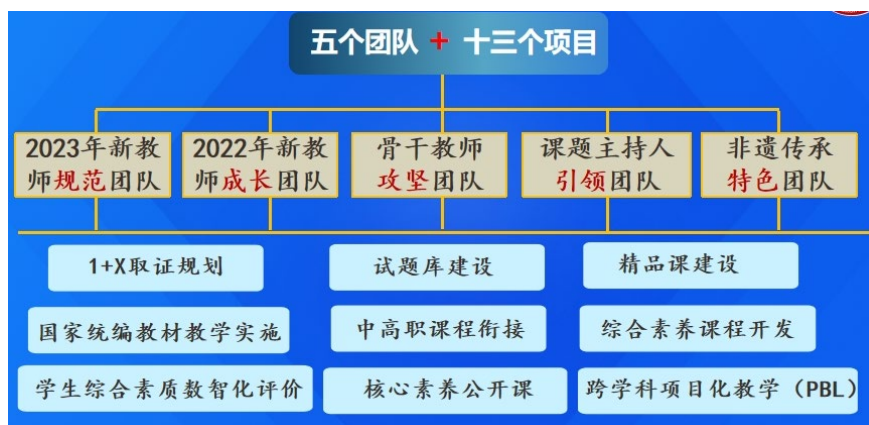 五个团队 + 十三个项目
2023年新教
师规范团队
2022年新教
师成长团队
骨干教师
攻坚团队
课题主持人
引领团队
非遗传承
特色团队
1+X取证规划
试题库建设
精品课建设
国家统编教材教学实施
中高职课程衔接
综合素养课程开发
学生综合素质数智化评价
核心素养公开课
跨学科项目化教学（PBL）